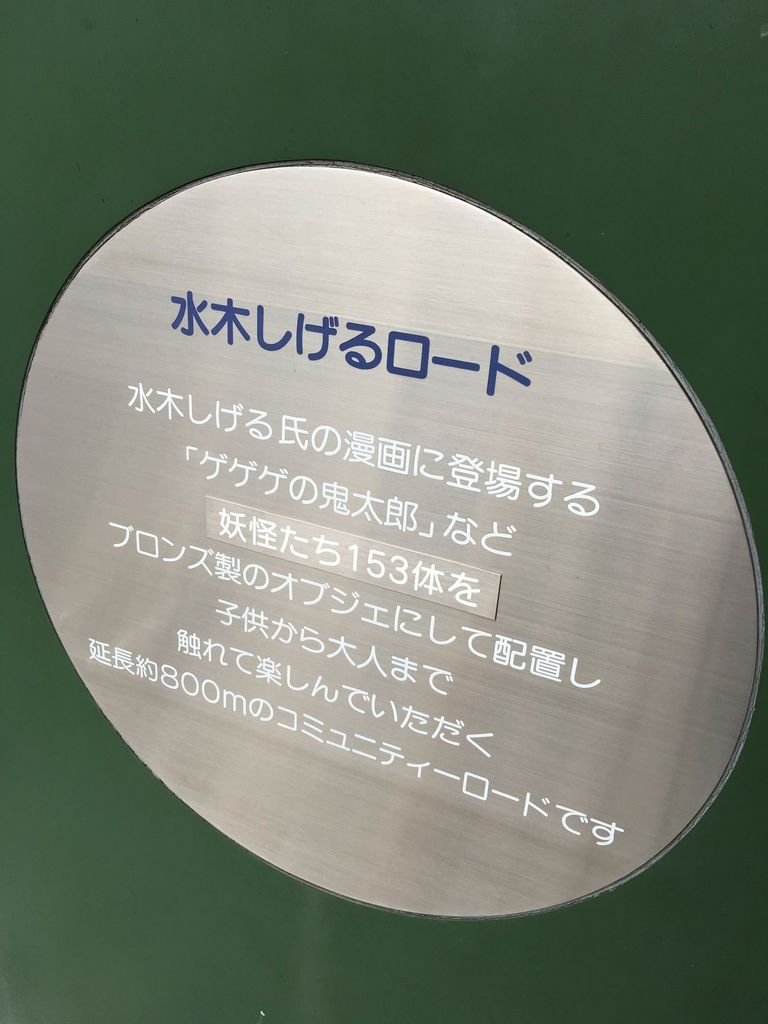 水木しげるロード
水木しげる氏の漫画に登場する
「ゲゲゲの鬼太郎」など
妖怪たち153体を
ブロンズ製のオブジェにして配置し
子供から大人まで
触れて楽しんでいただく
延長約800mのコミュニティーロードです